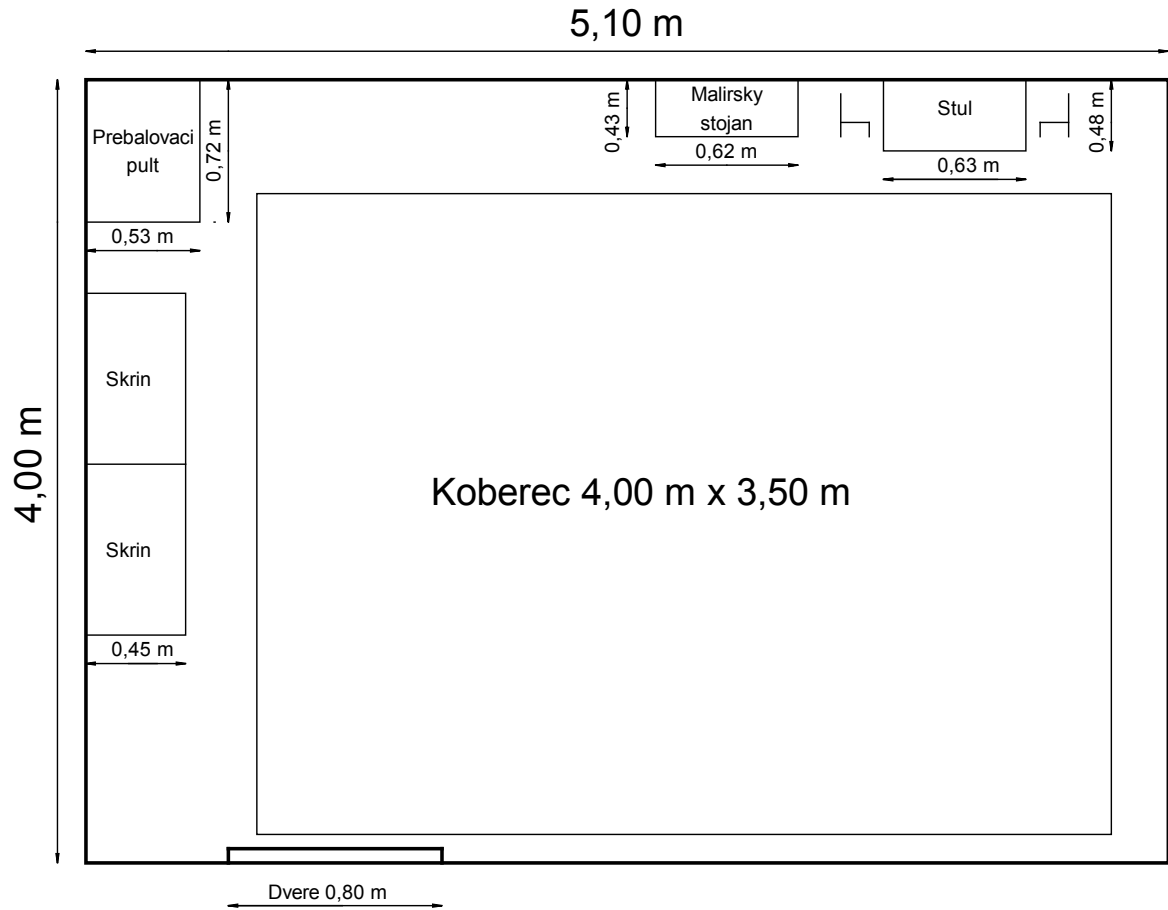 5,10 m
Prebalovaci
pult
0,72 m
0,53 m
0,43 m
Malirsky
stojan
0,62 m
Stul
0,63 m
0,48 m
4,00 m
Skrin
Skrin
0,45 m
Koberec 4,00 m x 3,50 m
Dvere 0,80 m